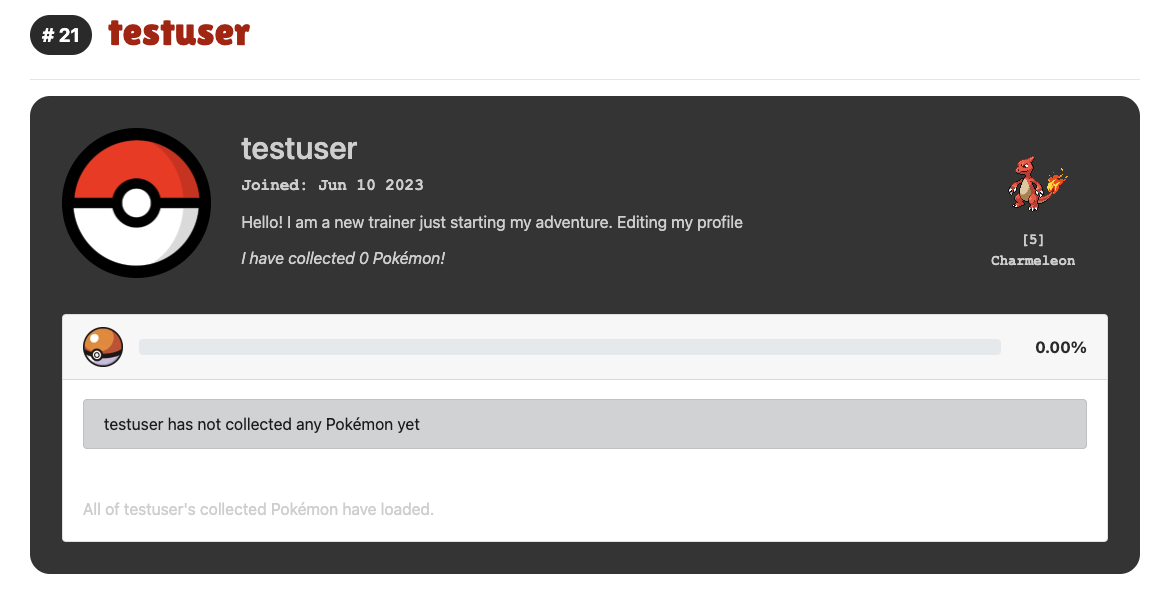 # 21 testuser
testuser
Joined: Jun 10 2023
Hello! I am a new trainer just starting my adventure. Editing my profile
I have collected 0 Pokémon!
[5]
Charmeleon
0.00%
testuser has not collected any Pokémon yet
All of testuser's collected Pokémon have loaded.